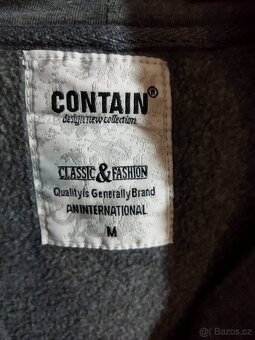 CONTAIN®
design new collection
CLASSIC & FASHION
Quality is Generally Brand
AN INTERNATIONAL
M
© Bazos.cz